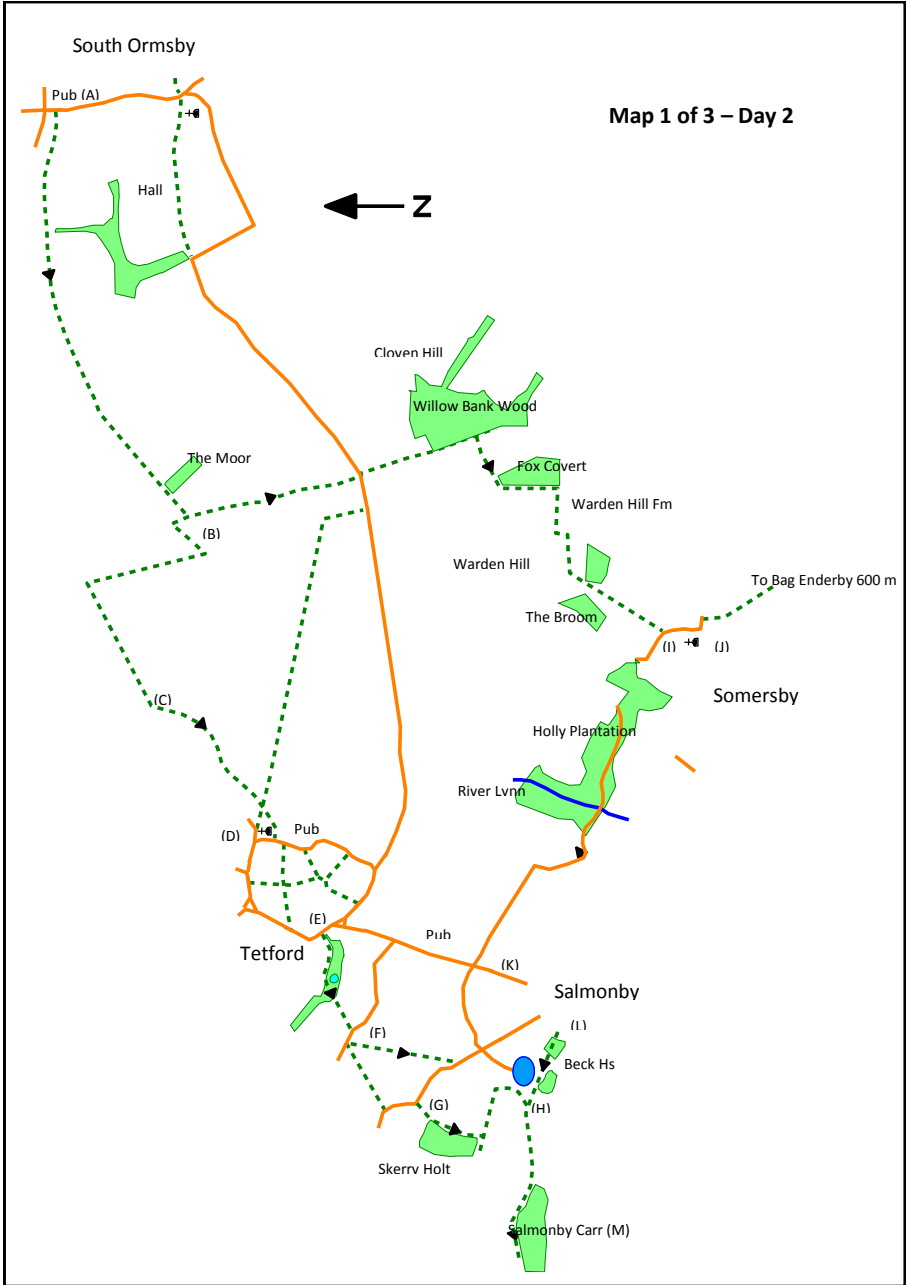 South Ormsby
Pub (A)
Map 1 of 3 – Day 2
Hall
N
Cloven Hill
Willow Bank Wood
The Moor
Fox Covert
Warden Hill Fm
(B)
Warden Hill
To Bag Enderby 600 m
The Broom
(I)
(J)
(C)
Somersby
Holly Plantation
River Lynn
(D)
Pub
(E)
Pub
Tetford
(K)
Salmonby
(F)
(L)
Beck Hs
(G)
(H)
Skerry Holt
Salmonby Carr (M)